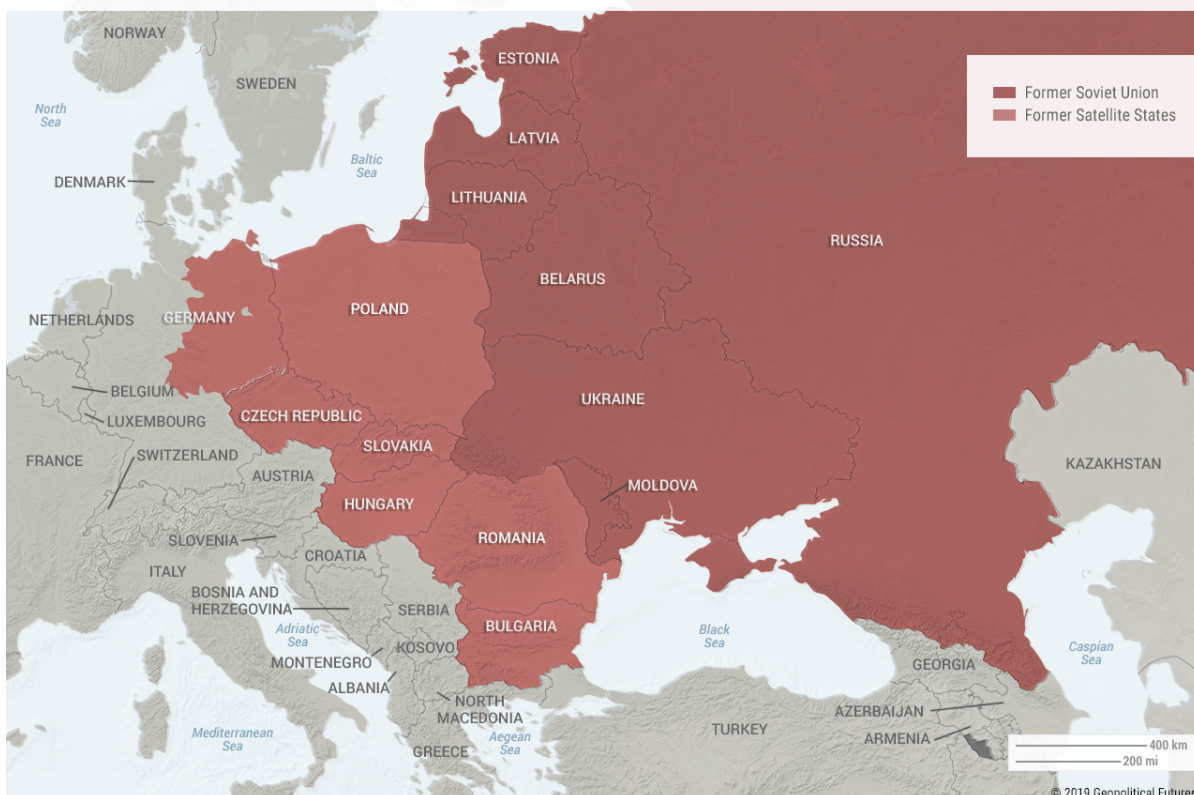 NORWAY
SWEDEN
ESTONIA
Former Soviet Union
Former Satellite States
North
Sea
LATVIA
Baltic
Sea
DENMARK
LITHUANIA
RUSSIA
BELARUS
POLAND
NETHERLANDS
GERMANY
BELGIUM
UKRAINE
CZECH REPUBLIC
LUXEMBOURG
SLOVAKIA
SWITZERLAND
FRANCE
KAZAKHSTAN
AUSTRIA
MOLDOVA
HUNGARY
SLOVENIA
ROMANIA
CROATIA
ITALY
BOSNIA AND
HERZEGOVINA
SERBIA
BULGARIA
Adriatic
Sea
Black
Sea
KOSOVO
Caspian
Sea
MONTENEGRO
GEORGIA
ALBANIA
NORTH
MACEDONIA
AZERBAIJAN
Mediterranean
Sea
TURKEY
Aegean
Sea
ARMENIA
GREECE
400 km
200 mi
© 2019 Geopolitical Futures